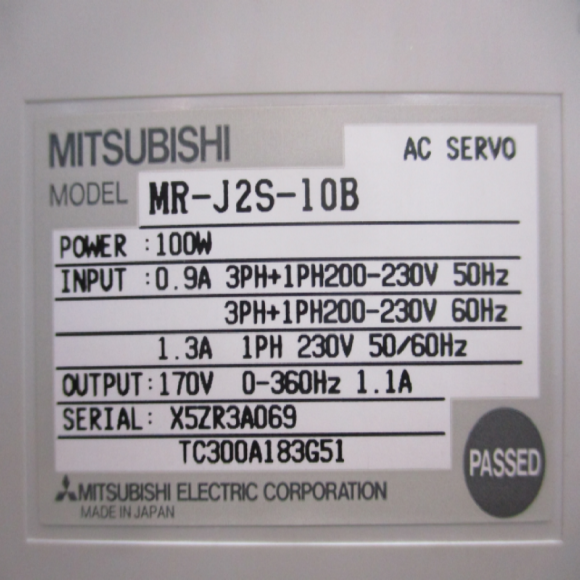 MITSUBISHI
AC SERVO
MODEL MR-J2S-10B
POWER :100W
INPUT :0.9A 3PH+1PH200-230V 50Hz
3PH+1PH200-230V 60Hz
1.3A 1PH 230V 50/60Hz
OUTPUT:170V 0-360Hz 1.1A
SERIAL: X5ZR3A069
TC300A183G51
PASSED
MITSUBISHI ELECTRIC CORPORATION
MADE IN JAPAN